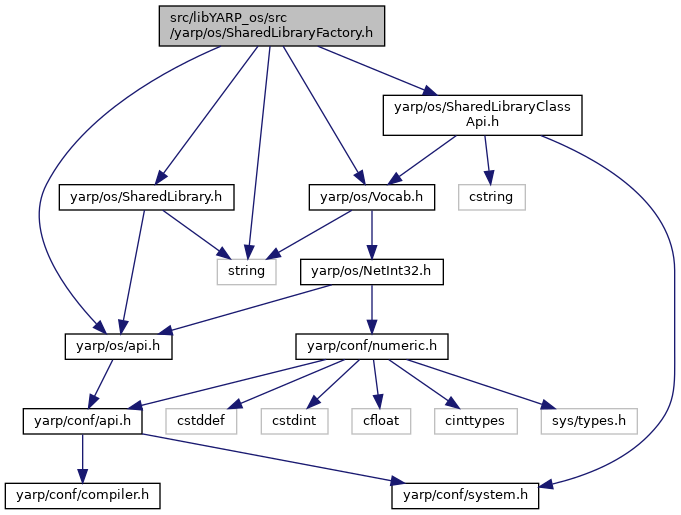 src/libYARP_os/src
/yarp/os/SharedLibraryFactory.h
yarp/os/SharedLibraryClass
Api.h
yarp/os/SharedLibrary.h
yarp/os/Vocab.h
cstring
string
yarp/os/NetInt32.h
yarp/os/api.h
yarp/conf/numeric.h
yarp/conf/api.h
cstddef
cstdint
cfloat
cinttypes
sys/types.h
yarp/conf/compiler.h
yarp/conf/system.h